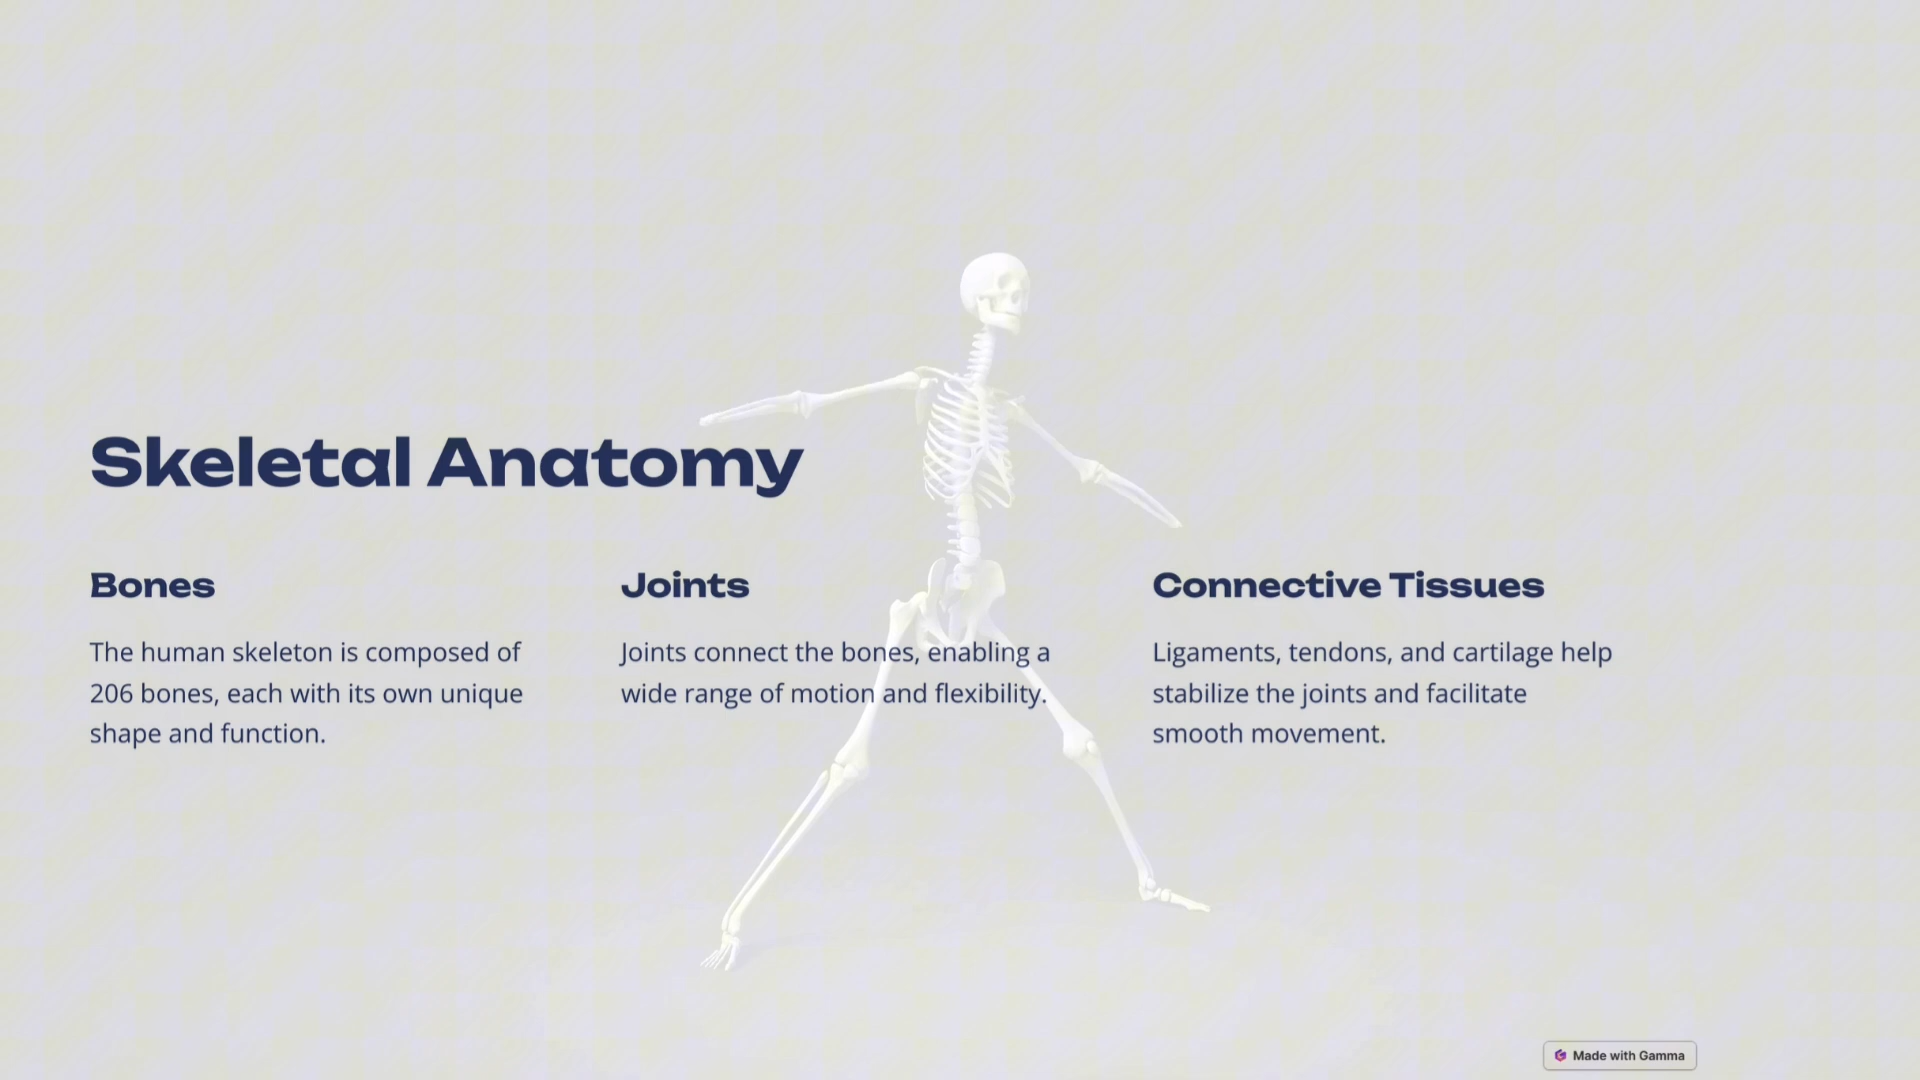 Skeletal Anatomy
Bones
The human skeleton is composed of
206 bones, each with its own unique
shape and function.
Joints
Joints connect the bones, enabling a
wide range of motion and flexibility.
Connective Tissues
Ligaments, tendons, and cartilage help
stabilize the joints and facilitate
smooth movement.
Made with Gamma